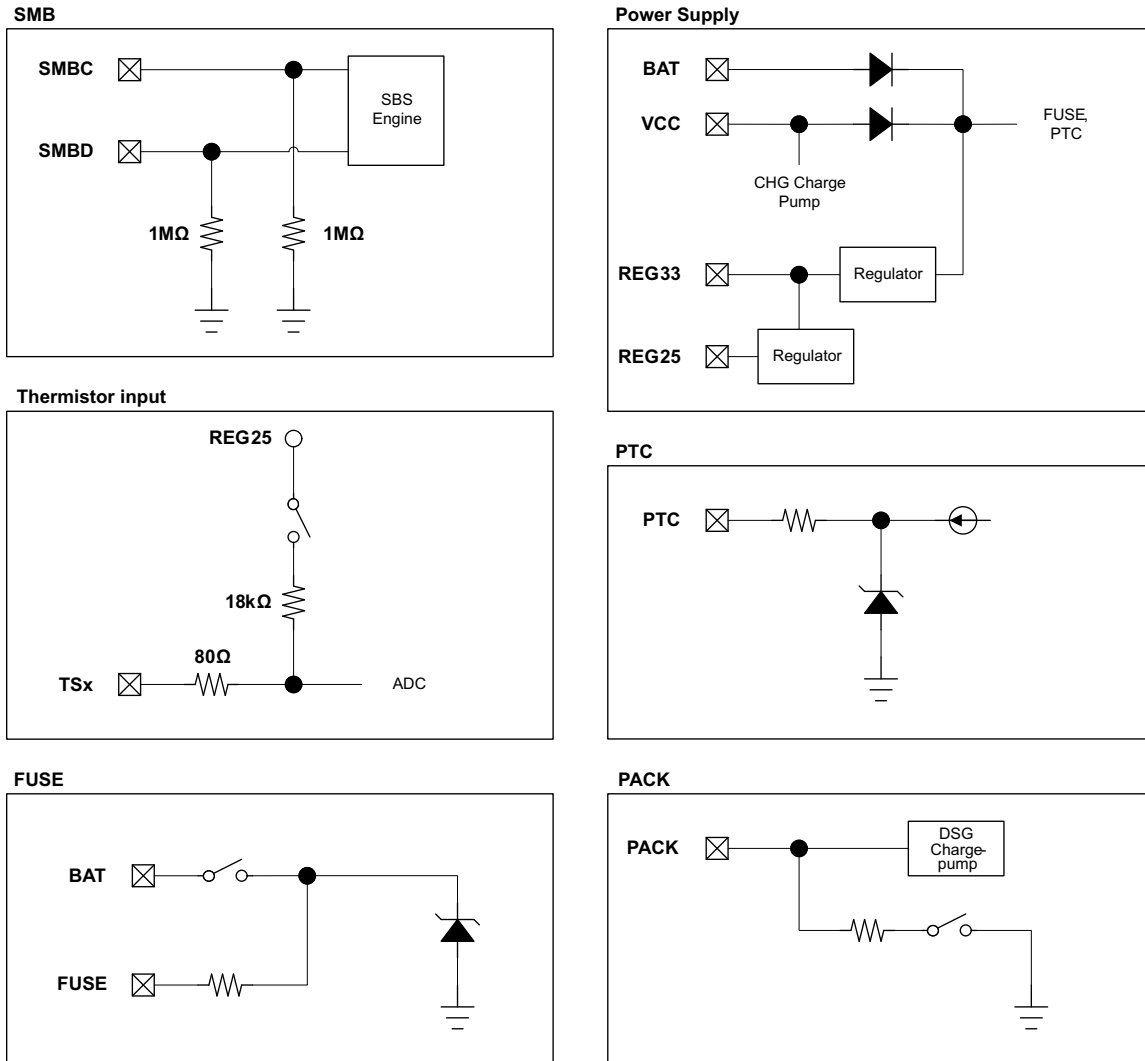 SMB
SMBC
SMBD
SBS
Engine
1MΩ
1MΩ
Power Supply
BAT
VCC
FUSE,
PTC
CHG Charge
Pump
REG33
Regulator
REG25
Regulator
Thermistor input
REG25
18kΩ
80Ω
TSx
ADC
PTC
PTC
FUSE
BAT
FUSE
PACK
PACK
DSG
Charge-
pump